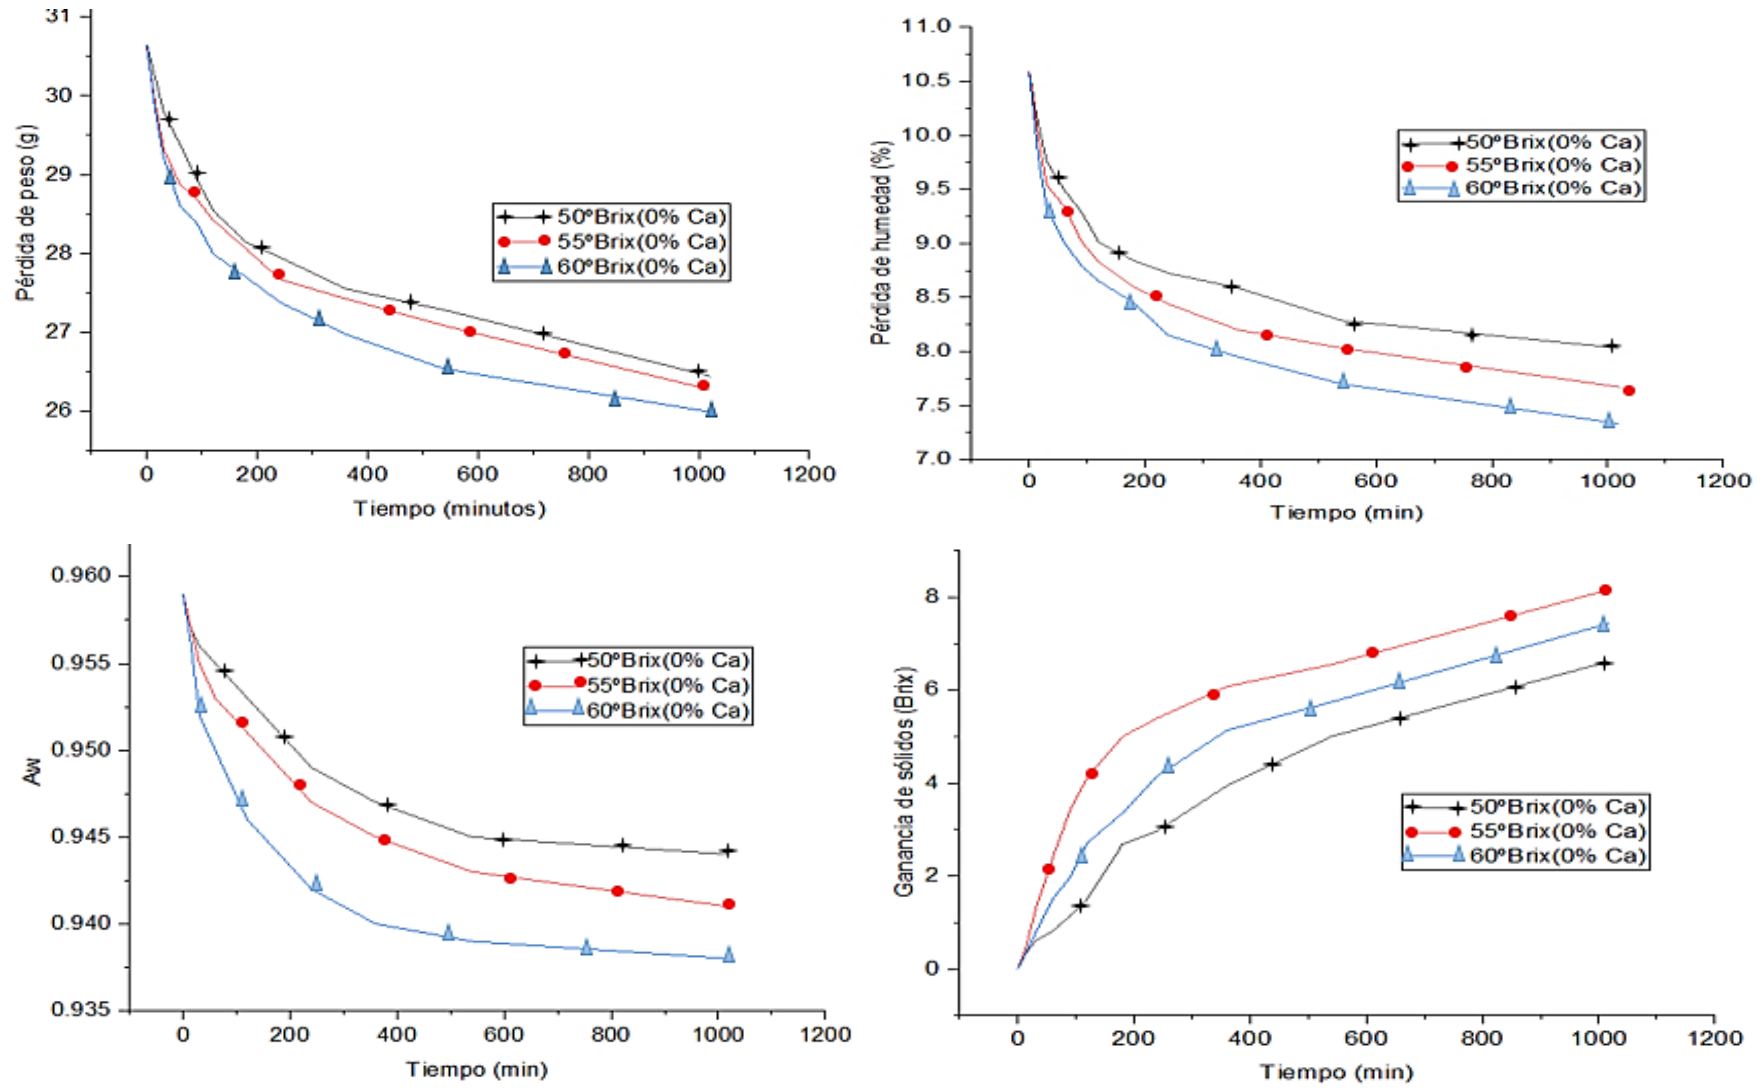 31
30
29
28
27
26
Pérdida de peso (g)
50ºBrix(0% Ca)
55ºBrix(0% Ca)
60ºBrix(0% Ca)
0 200 400 600 800 1000 1200
Tiempo (minutos)
11.0
10.5
10.0
9.5
9.0
8.5
8.0
7.5
7.0
Pérdida de humedad (%)
50ºBrix(0% Ca)
55ºBrix(0% Ca)
60ºBrix(0% Ca)
0 200 400 600 800 1000 1200
Tiempo (min)
0.960
0.955
0.950
0.945
0.940
0.935
Aw
50ºBrix(0% Ca)
55ºBrix(0% Ca)
60ºBrix(0% Ca)
0 200 400 600 800 1000 1200
Tiempo (min)
8
6
4
2
0
Ganancia de sólidos (Brix)
50ºBrix(0% Ca)
55ºBrix(0% Ca)
60ºBrix(0% Ca)
0 200 400 600 800 1000 1200
Tiempo (min)